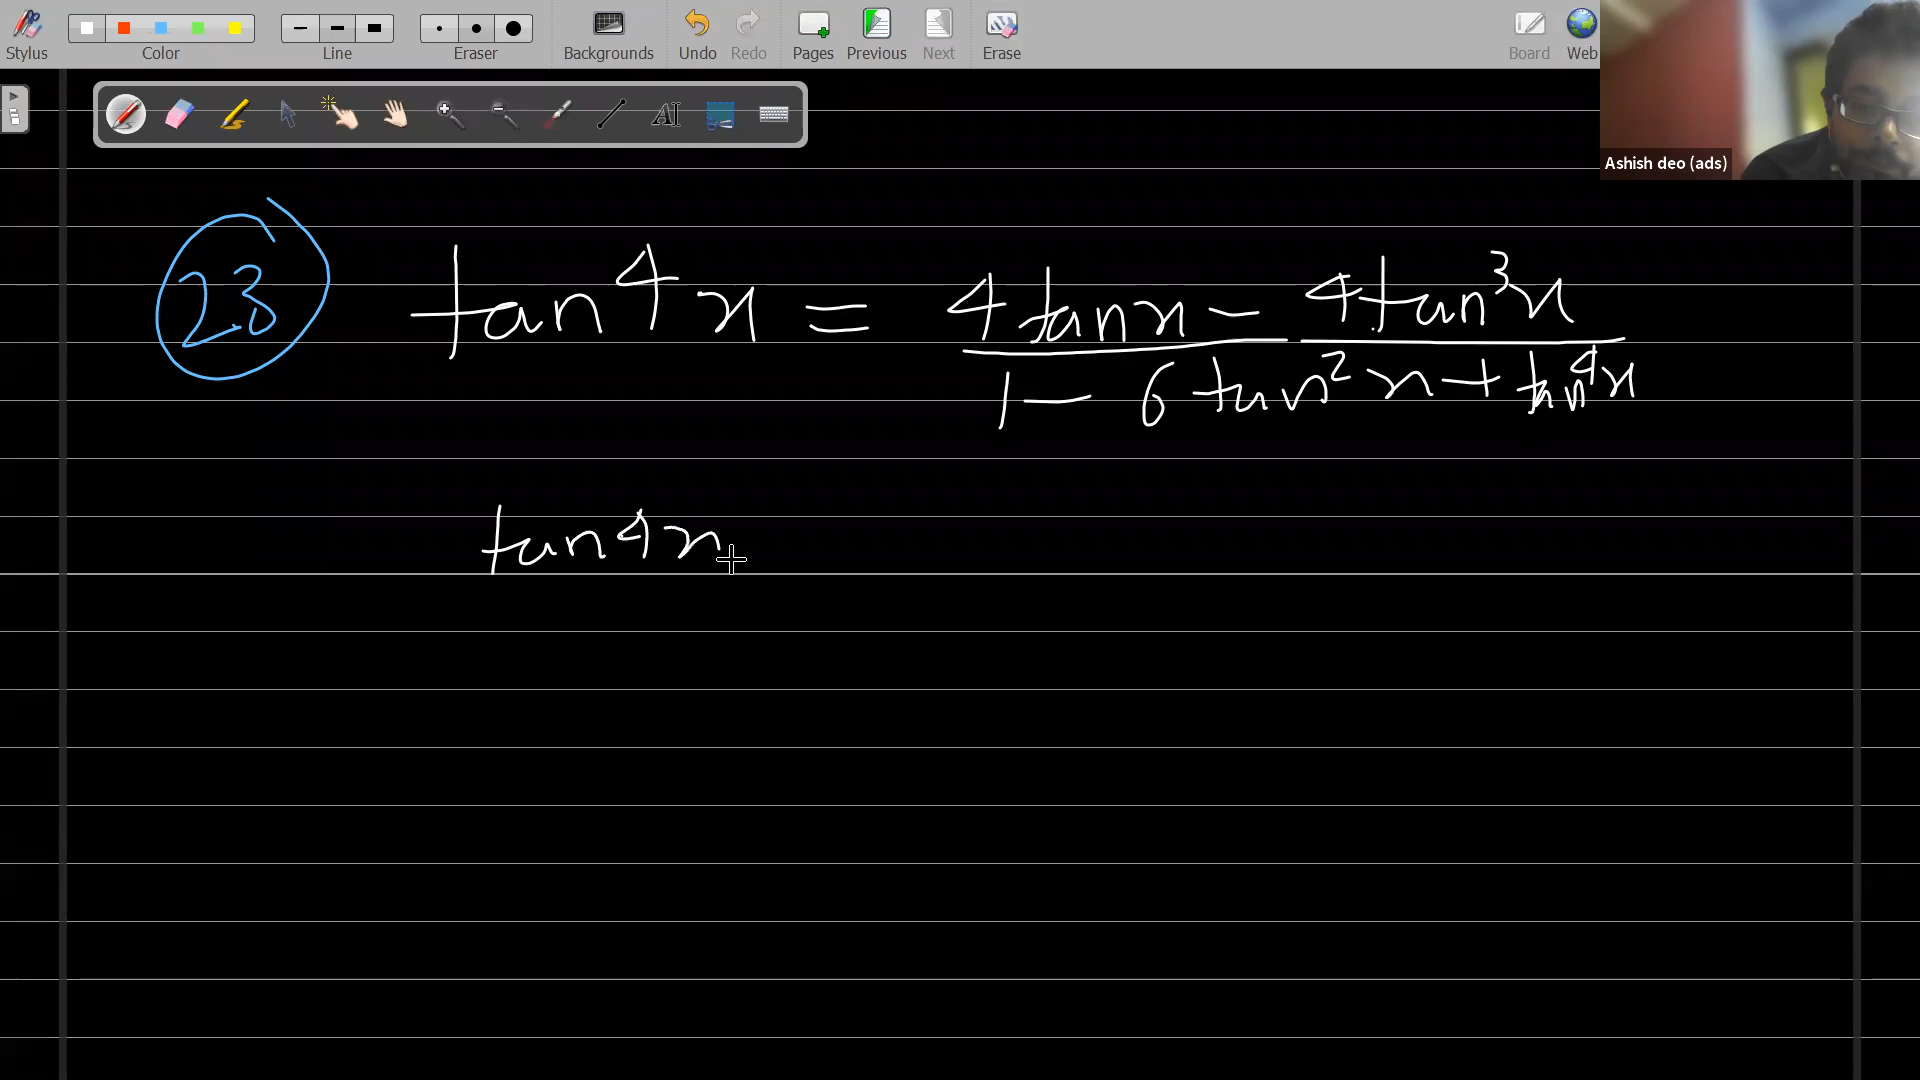 Stylus Color Line Eraser Backgrounds Undo Redo Pages Previous Next Erase Board Web
Ashish deo (ads)
23 tan⁴x = 4tanx - 4tan³x
1 - 6tan²x + tan⁴x
tan4x